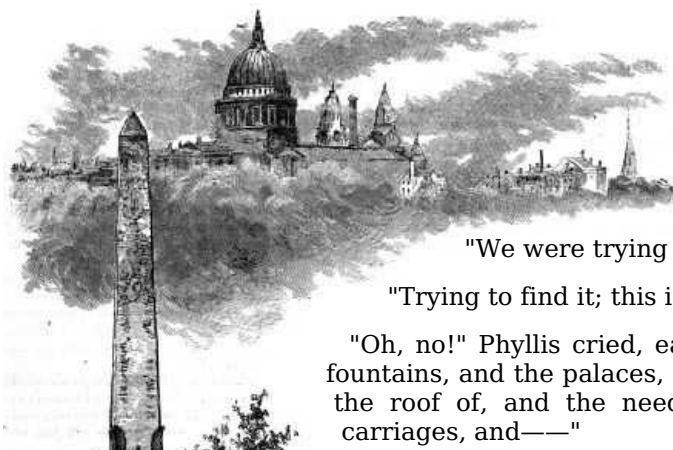 "We were trying
"Trying to find it; this i
"Oh, no!" Phyllis cried, ea
fountains, and the palaces,
the roof of, and the need
carriages, and——"